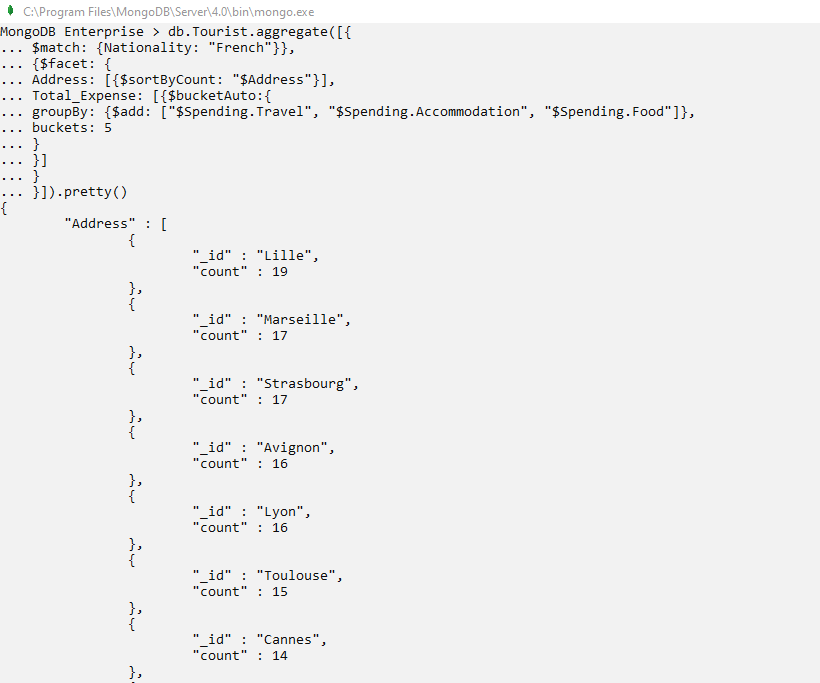 C:\Program Files\MongoDB\Server\4.0\bin\mongo.exe
MongoDB Enterprise > db.Tourist.aggregate([{
... $match: {Nationality: "French"}},
... {$facet: {
... Address: [{$sortByCount: "$Address"}],
... Total_Expense: [{$bucketAuto:{
... groupBy: {$add: ["$Spending.Travel", "$Spending.Accommodation", "$Spending.Food"]},
... buckets: 5
... }
... }]
... }
... }]).pretty()
{
"Address" : [
{
"_id" : "Lille",
"count" : 19
},
{
"_id" : "Marseille",
"count" : 17
},
{
"_id" : "Strasbourg",
"count" : 17
},
{
"_id" : "Avignon",
"count" : 16
},
{
"_id" : "Lyon",
"count" : 16
},
{
"_id" : "Toulouse",
"count" : 15
},
{
"_id" : "Cannes",
"count" : 14
},